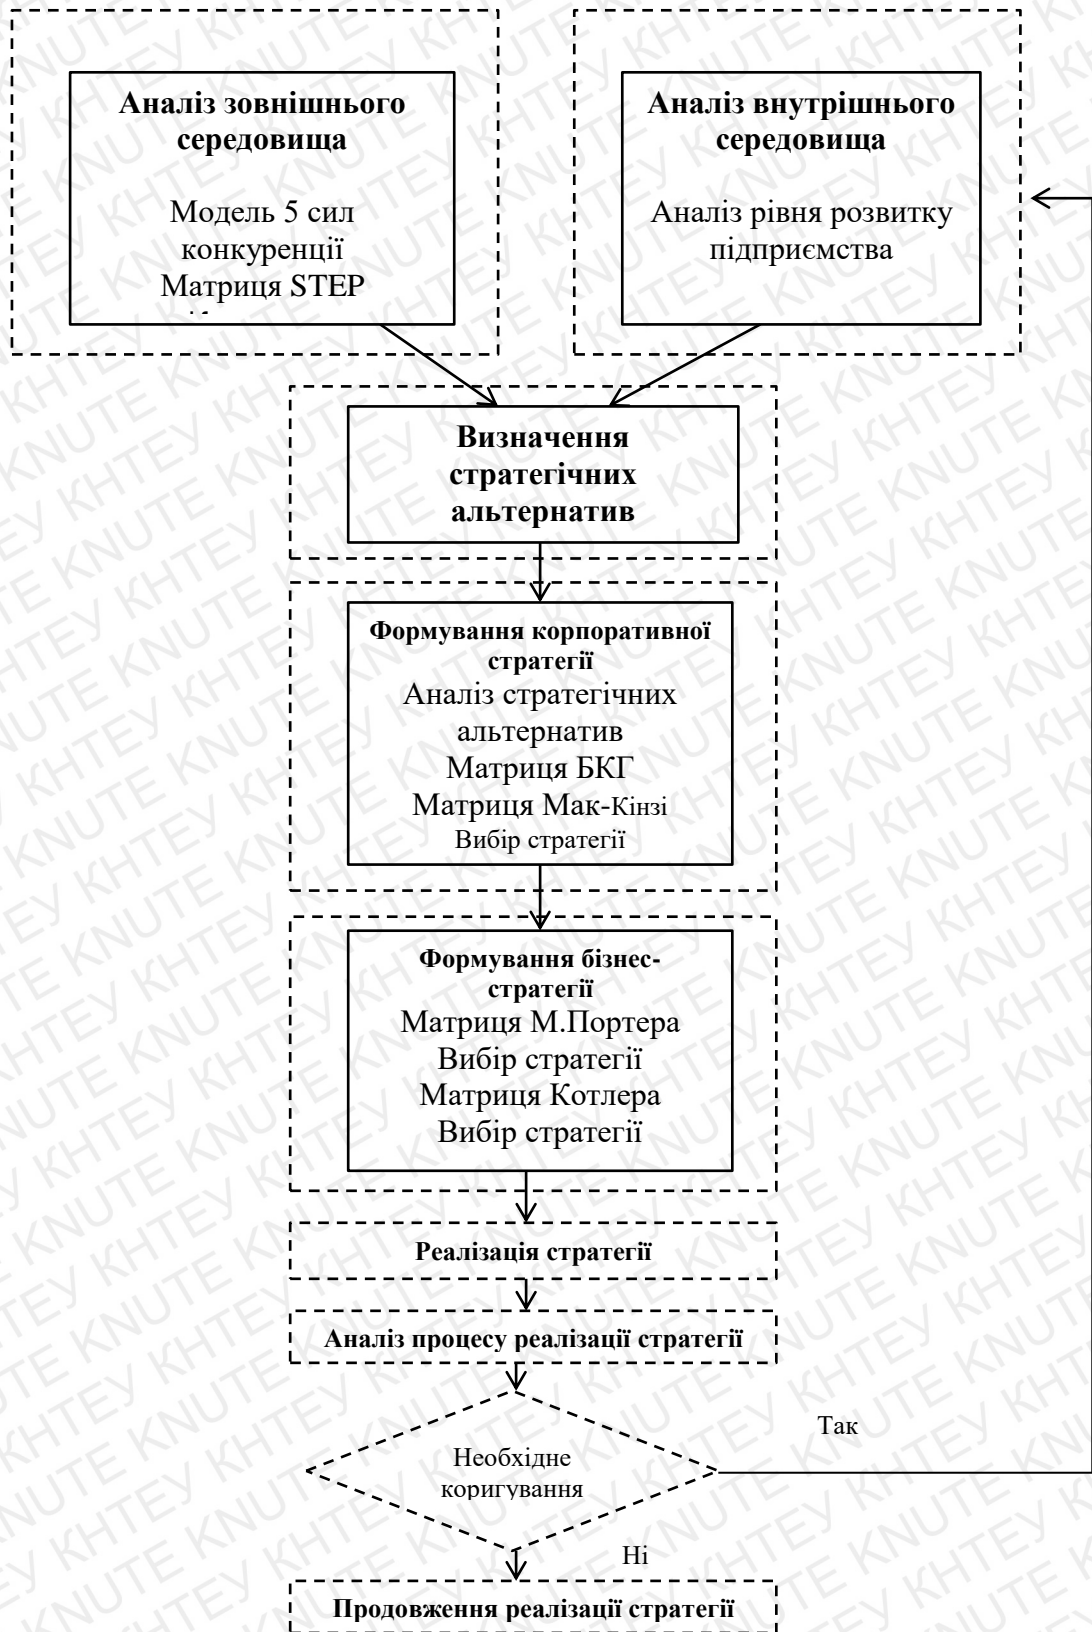 Аналіз зовнішнього
середовища
Модель 5 сил
конкуренції
Матриця STEP
Аналіз внутрішнього
середовища
Аналіз рівня розвитку
підприємства
Визначення
стратегічних
альтернатив
Формування корпоративної
стратегії
Аналіз стратегічних
альтернатив
Матриця БКГ
Матриця Мак-Кінзі
Вибір стратегії
Формування бізнес-
стратегії
Матриця М.Портера
Вибір стратегії
Матриця Котлера
Вибір стратегії
Реалізація стратегії
Аналіз процесу реалізації стратегії
Необхідне
коригування
Так
Ні
Продовження реалізації стратегії